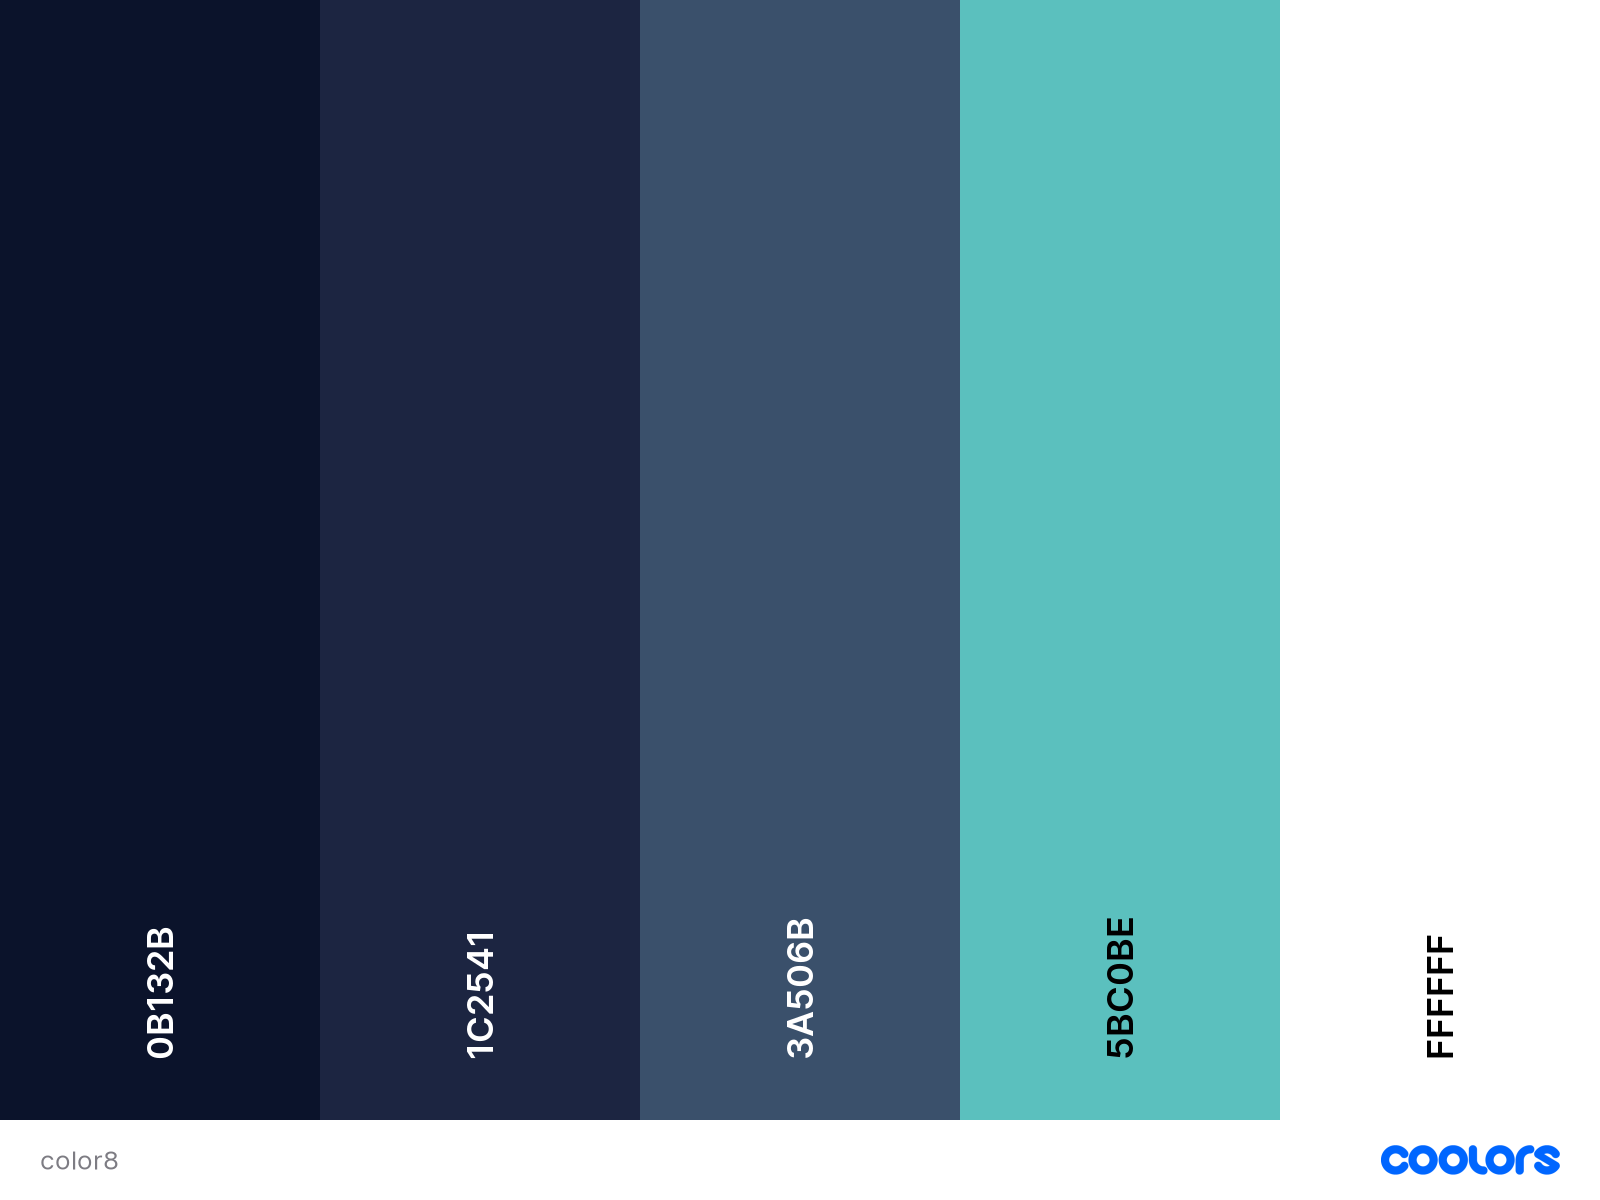 0B132B
1C2541
3A506B
5BC0BE
FFFFFF
color8
coolors